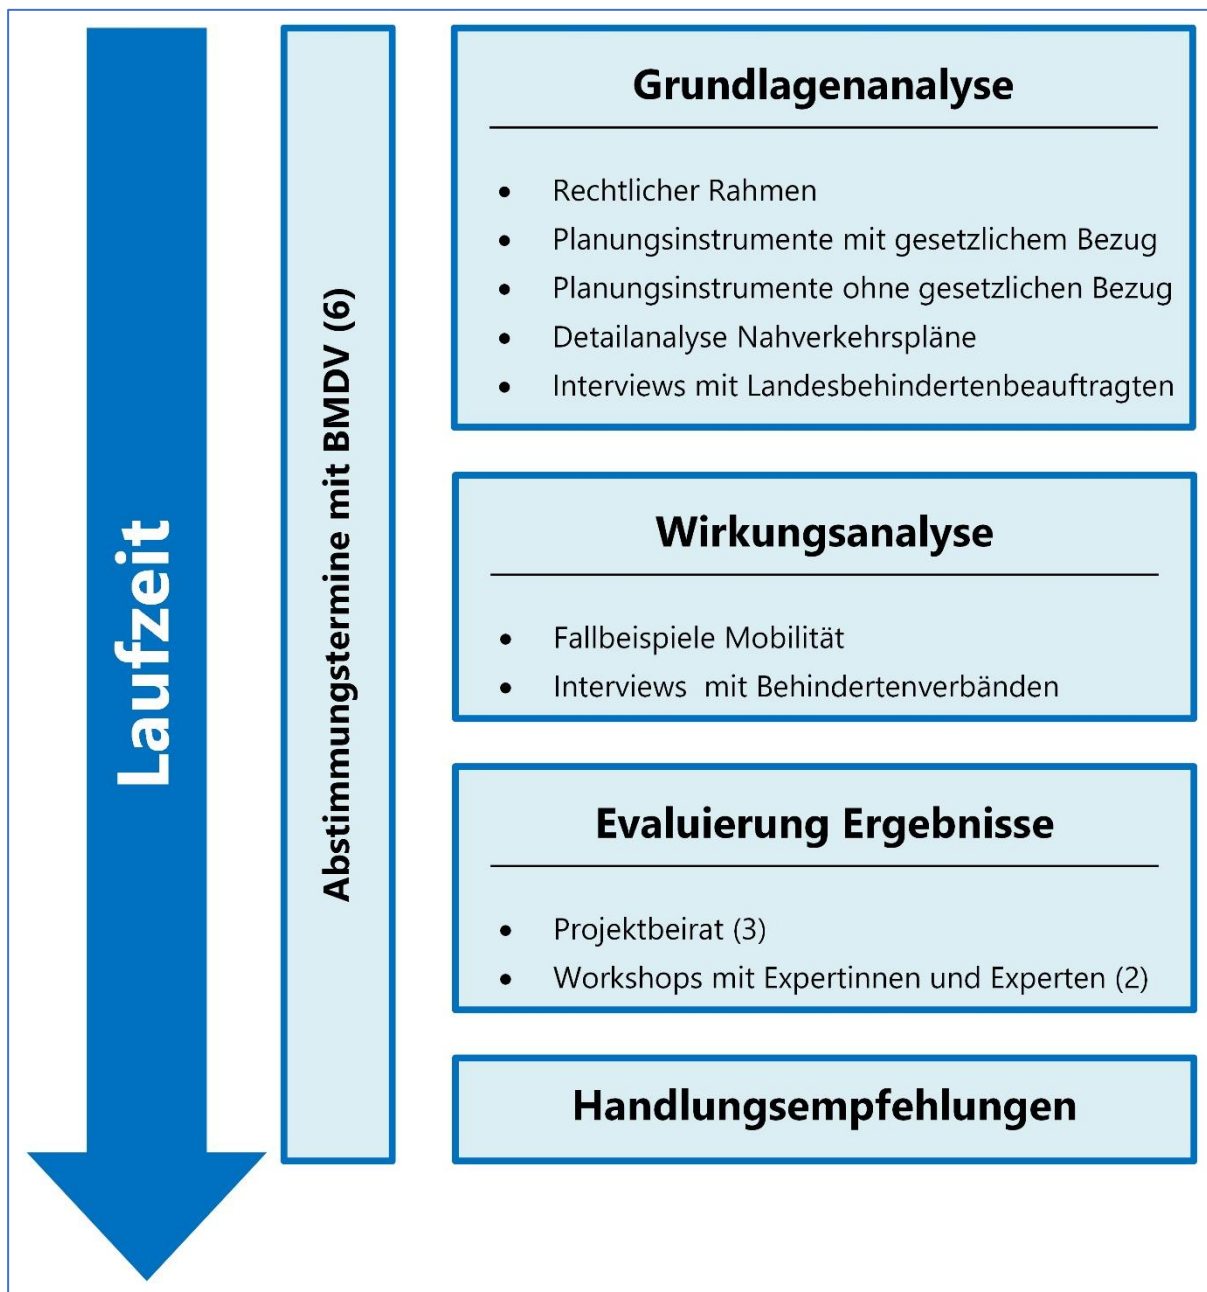 Laufzeit
Abstimmungstermine mit BMDV (6)
Grundlagenanalyse
• Rechtlicher Rahmen
• Planungsinstrumente mit gesetzlichem Bezug
• Planungsinstrumente ohne gesetzlichen Bezug
• Detailanalyse Nahverkehrspläne
• Interviews mit Landesbehindertenbeauftragten
Wirkungsanalyse
• Fallbeispiele Mobilität
• Interviews  mit Behindertenverbänden
Evaluierung Ergebnisse
• Projektbeirat (3)
• Workshops mit Expertinnen und Experten (2)
Handlungsempfehlungen